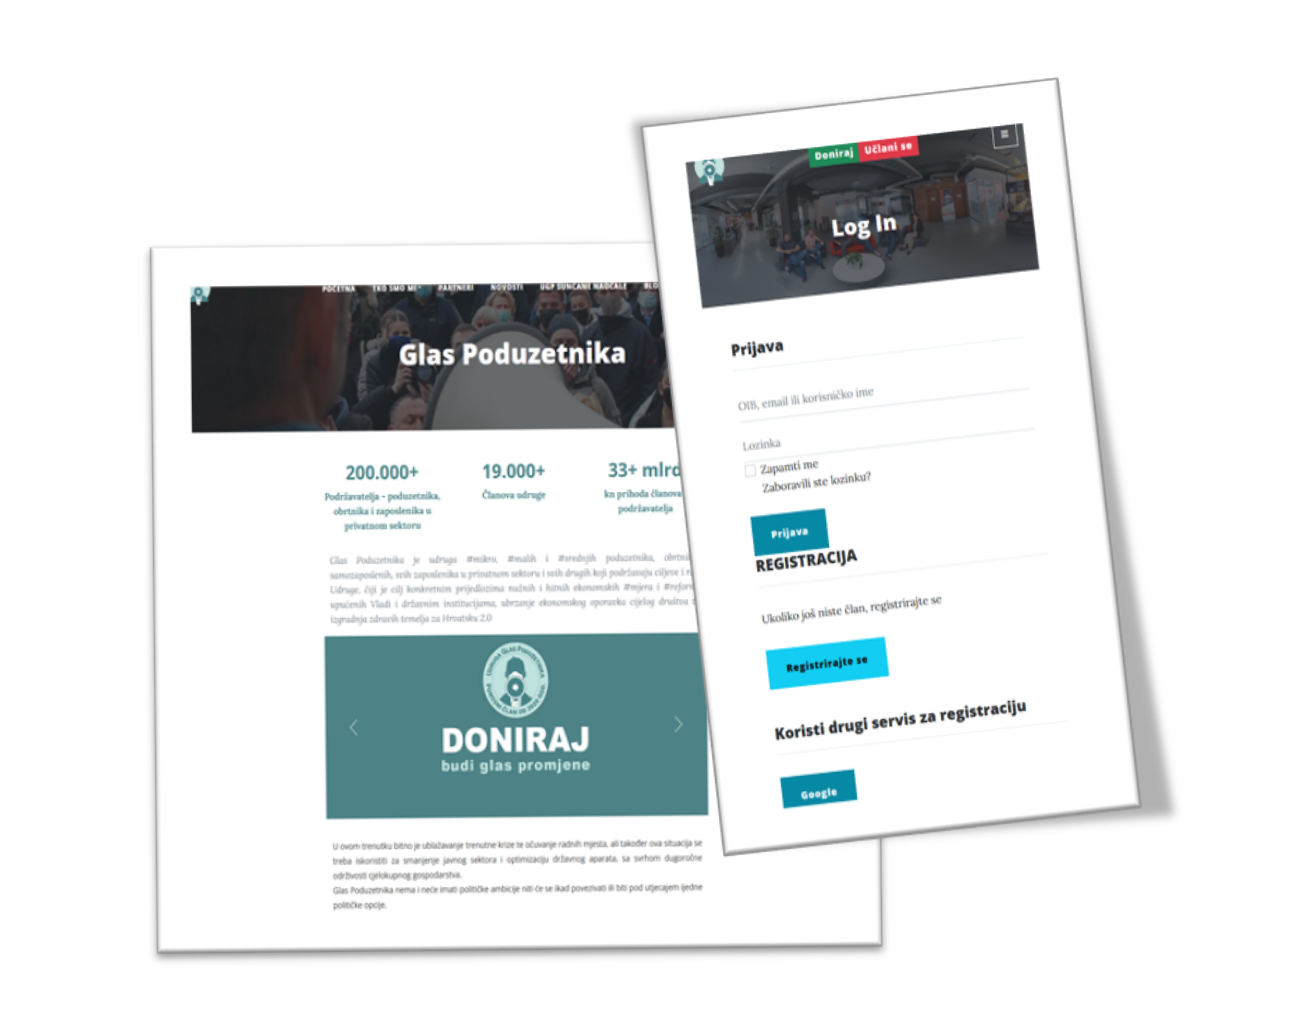 POČETNA TKO SMO MI? PARTNERI NOVOSTI UGP SUNČANE NAOČALE
Glas Poduzetnika
200.000+
Podržavatelja – poduzetnika,
obrtnika i zaposlenika u
privatnom sektoru
19.000+
Članova udruge
33+ mlrd
kn prihoda članova
podržavatelja
Glas Poduzetnika je udruga #mikro, #malih i #srednjih poduzetnika,
samozaposlenih, svih zaposlenika u privatnom sektoru i svih drugih koji podržavaju ciljeve i
Udruge, čiji je cilj konkretnim prijedlozima nužnih i hitnih ekonomskih #mjera i
upućenih Vladi i državnim institucijama, ubrzanje ekonomskog oporavka cijelog društva
izgradnja zdravih temelja za Hrvatsku 2.0
UDRUGA GLAS PODUZETNIKA
DONIRAJ
budi glas promjene
U ovom trenutku bitno je ublažavanje trenutne krize te očuvanje radnih mjesta, ali također ova situacija se
treba iskoristiti za smanjenje javnog sektora i optimizaciju državnog aparata, sa svrhom dugoročne
održivosti cjelokupnog gospodarstva.
Glas Poduzetnika nema i neće imati političke ambicije niti će se ikad povezivati ili biti pod utjecajem ijedne
političke opcije.
Doniraj Učlani se
Log In
Prijava
OIB, email ili korisničko ime
Lozinka
Zapamti me
Zaboravili ste lozinku?
Prijava
REGISTRACIJA
Ukoliko još niste član, registrirajte se
Registrirajte se
Koristi drugi servis za registraciju
Google